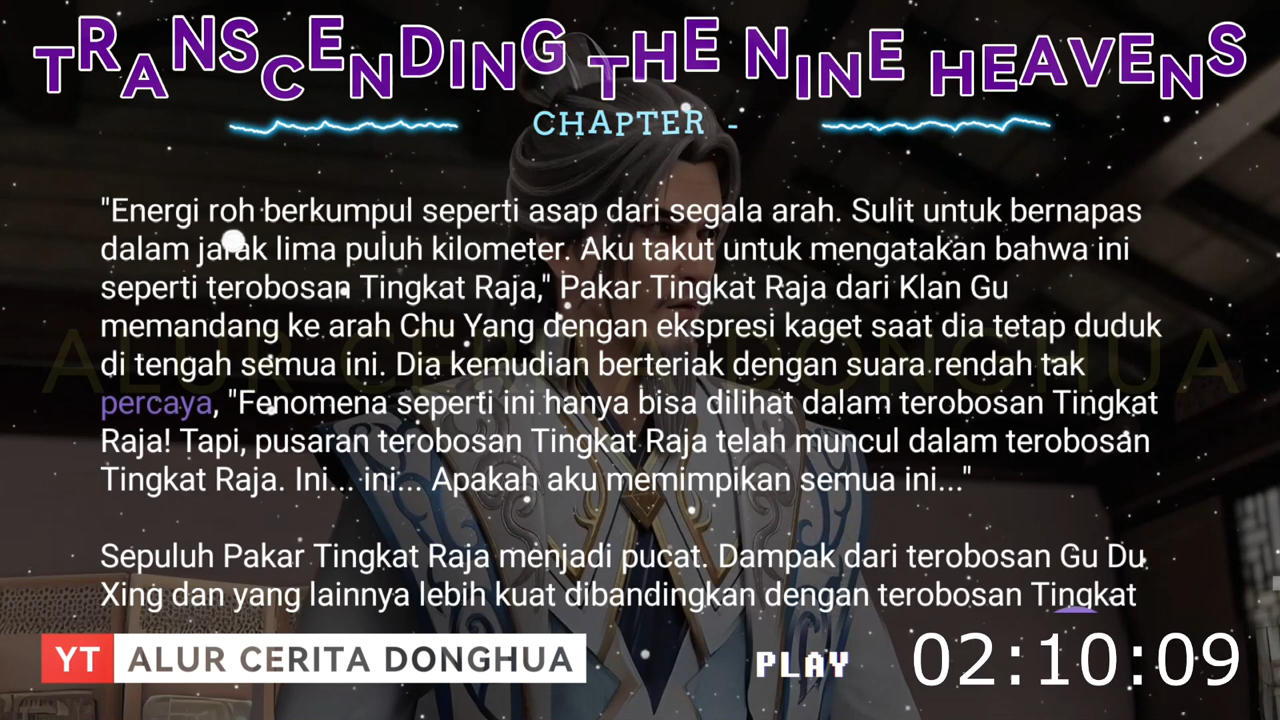 TRANSCENDING THE NINE HEAVENS
CHAPTER -
"Energi roh berkumpul seperti asap dari segala arah. Sulit untuk bernapas
dalam jarak lima puluh kilometer. Aku takut untuk mengatakan bahwa ini
seperti terobosan Tingkat Raja," Pakar Tingkat Raja dari Klan Gu
memandang ke arah Chu Yang dengan ekspresi kaget saat dia tetap duduk
di tengah semua ini. Dia kemudian berteriak dengan suara rendah tak
percaya, "Fenomena seperti ini hanya bisa dilihat dalam terobosan Tingkat
Raja! Tapi, pusaran terobosan Tingkat Raja telah muncul dalam terobosan
Tingkat Raja. Ini... ini... Apakah aku memimpikan semua ini..."
Sepuluh Pakar Tingkat Raja menjadi pucat. Dampak dari terobosan Gu Du
Xing dan yang lainnya lebih kuat dibandingkan dengan terobosan Tingkat
ALUR CERITA DONGHUA
YT ALUR CERITA DONGHUA
PLAY
02:10:09